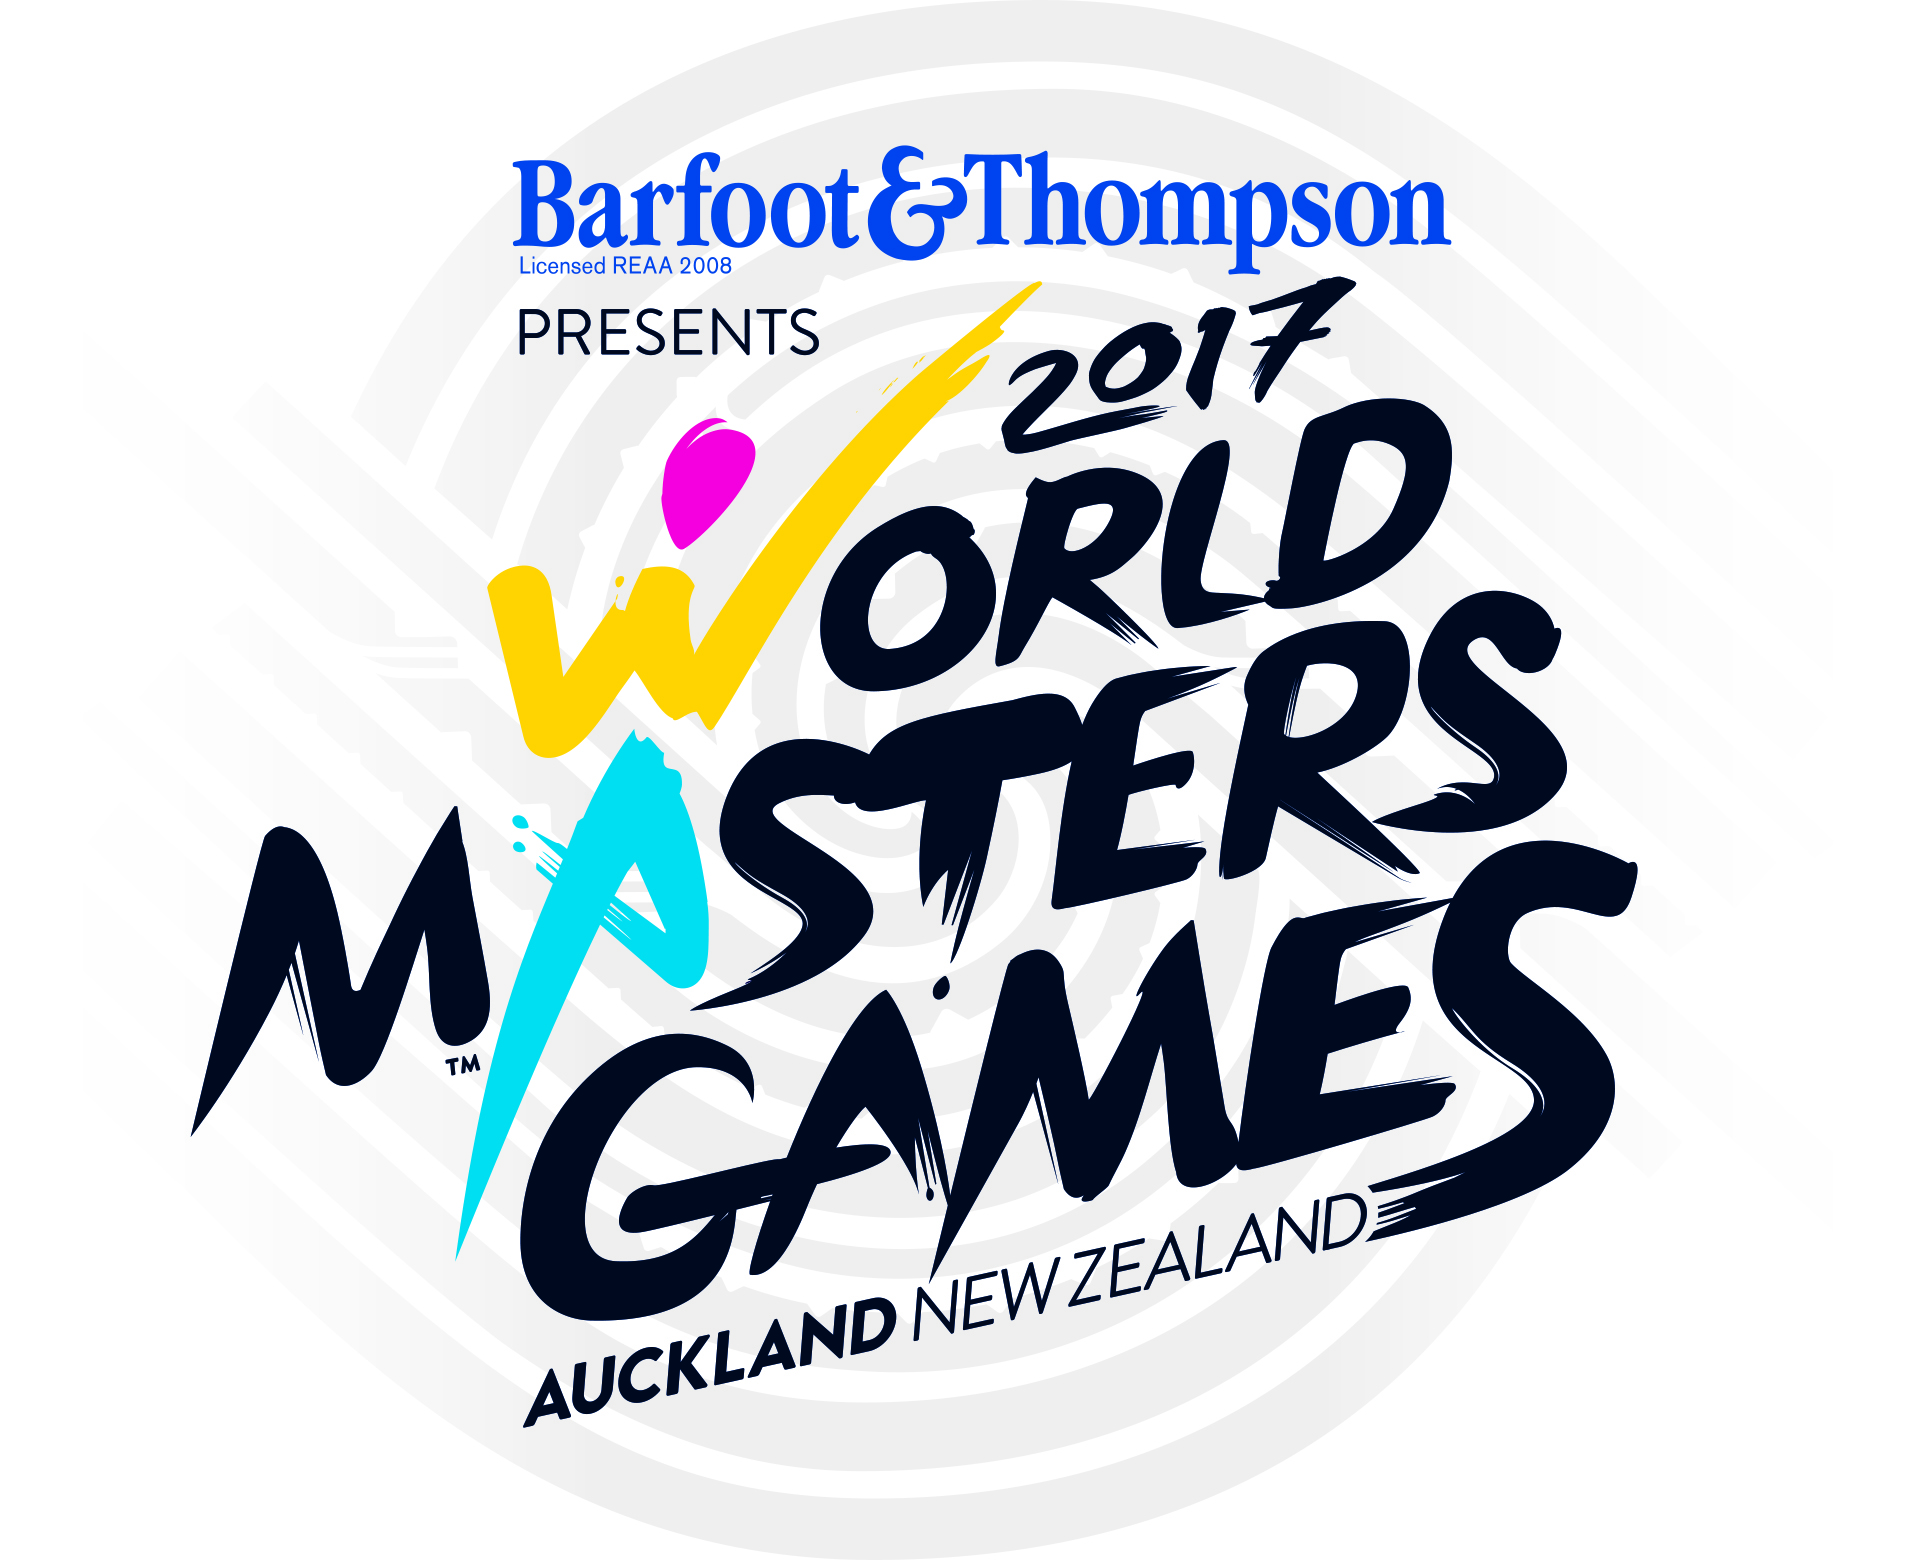 Barfoot&Thompson
Licensed REAA 2008
PRESENTS
2017
WORLD
MASTERS
™
GAMES
AUCKLAND NEW ZEALAND